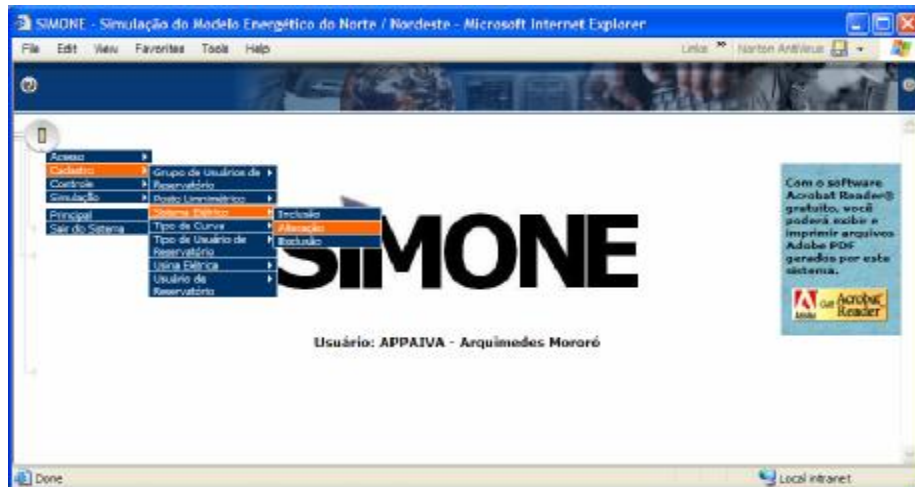 SIMONE - Simulação do Modelo Energético do Norte / Nordeste - Microsoft Internet Explorer
File Edit View Favorites Tools Help
Links » Norton AntiVirus
Acesso
Cadastro
Controle
Simulação
Principal
Sair do Sistema
Grupo de Usuários de
Reservatório
Posto Limnimétrico
Sistema Elétrico
Tipo de Curva
Tipo de Usuário de
Reservatório
Usina Elétrica
Usuário de
Reservatório
Inclusão
Alteração
Exclusão
SIMONE
Usuário: APPAIVA - Arquimedes Mororó
Com o software
Acrobat Reader®
gratuito, você
poderá exibir e
imprimir arquivos
Adobe PDF
gerados por este
sistema.
Adobe
Get Acrobat
Reader
Done
Local intranet